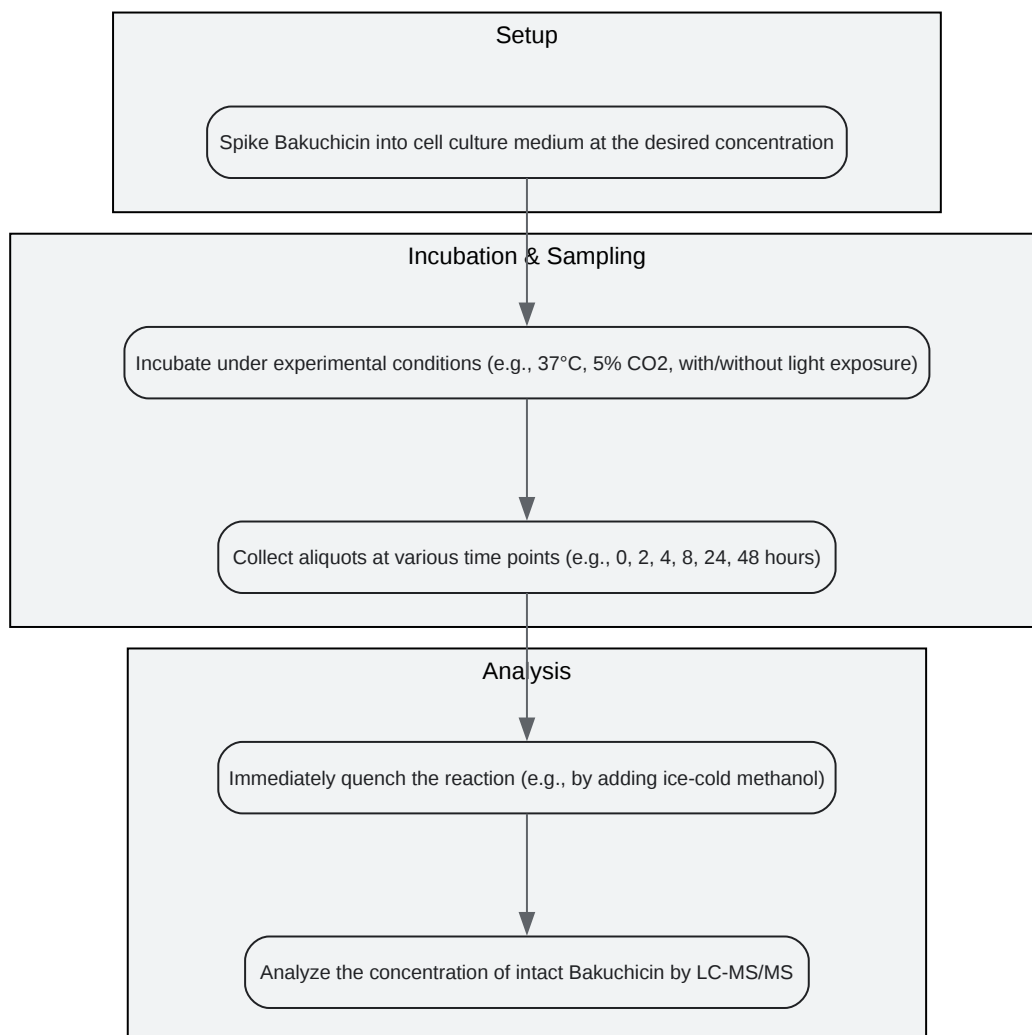 Setup
Spike Bakuchicin into cell culture medium at the desired concentration
Incubation & Sampling
Incubate under experimental conditions (e.g., 37°C, 5% CO2, with/without light exposure)
Collect aliquots at various time points (e.g., 0, 2, 4, 8, 24, 48 hours)
Analysis
Immediately quench the reaction (e.g., by adding ice-cold methanol)
Analyze the concentration of intact Bakuchicin by LC-MS/MS